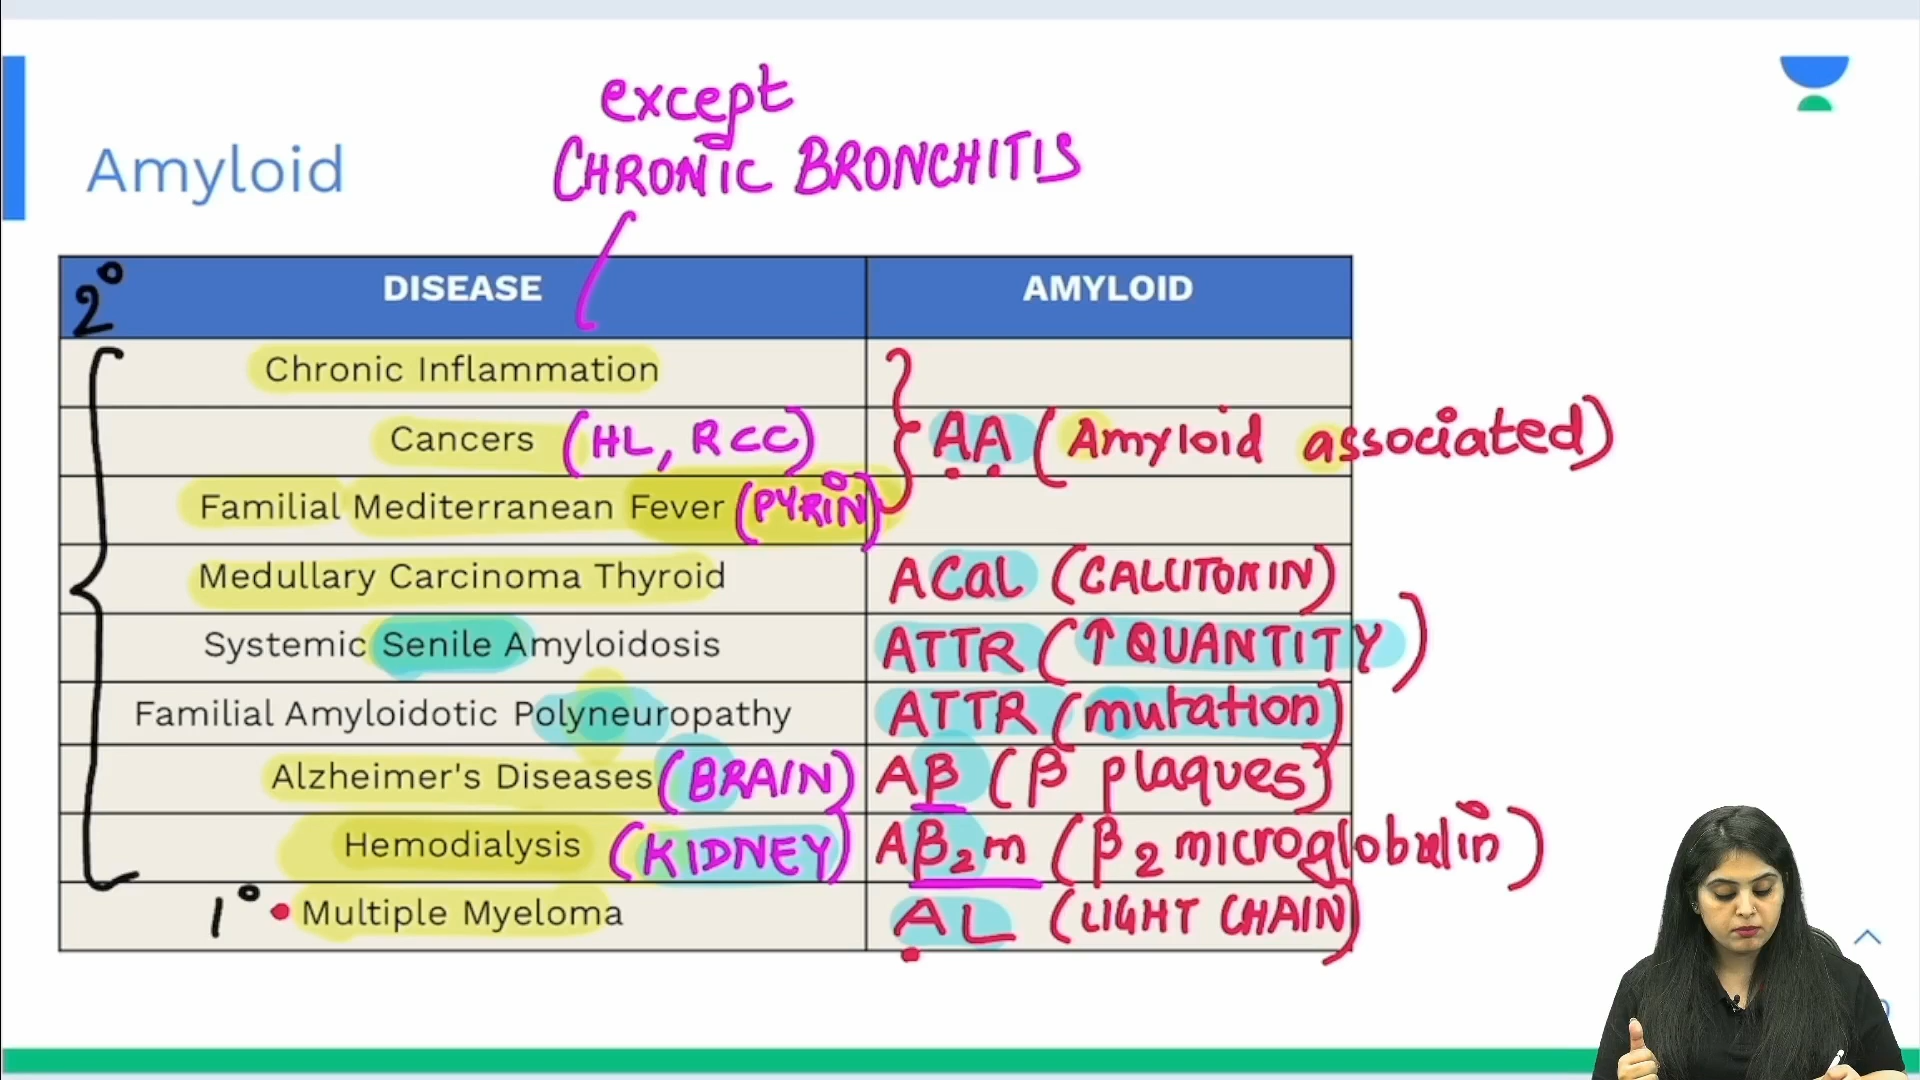 except
CHRONIC BRONCHITIS
Amyloid
2° DISEASE AMYLOID
Chronic Inflammation
Cancers (HL, RCC) AA (Amyloid associated)
Familial Mediterranean Fever (PYRIN)
Medullary Carcinoma Thyroid ACal (CALCITONIN)
Systemic Senile Amyloidosis ATTR (↑ QUANTITY)
Familial Amyloidotic Polyneuropathy ATTR (mutation)
Alzheimer's Diseases (BRAIN) Aβ (β plaques)
Hemodialysis (KIDNEY) Aβ₂m (β₂ microglobulin)
1° Multiple Myeloma AL (LIGHT CHAIN)